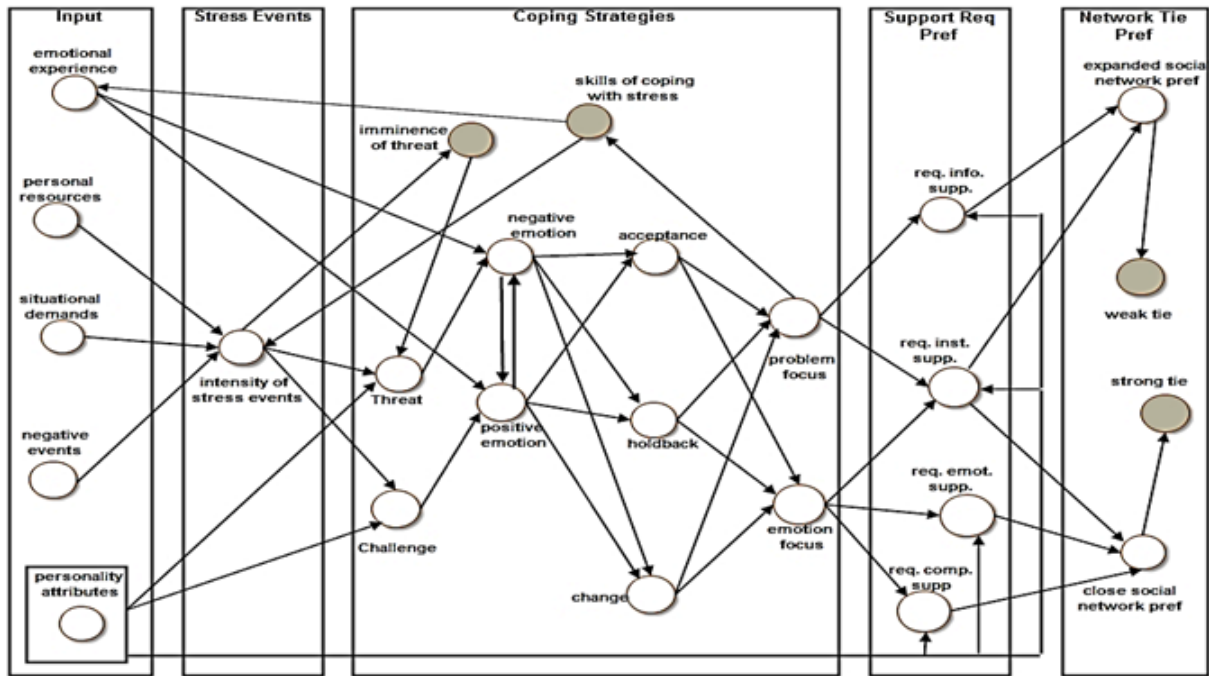 Input
Stress Events
Coping Strategies
Support Req
Pref
Network Tie
Pref
emotional
experience
personal
resources
situational
demands
negative
events
personality
attributes
intensity of
stress events
imminence
of threat
skills of coping
with stress
negative
emotion
acceptance
Threat
positive
emotion
holdback
Challenge
change
problem
focus
emotion
focus
req. info.
supp.
req. inst.
supp.
req. emot.
supp.
req. comp.
supp
expanded social
network pref
weak tie
strong tie
close social
network pref